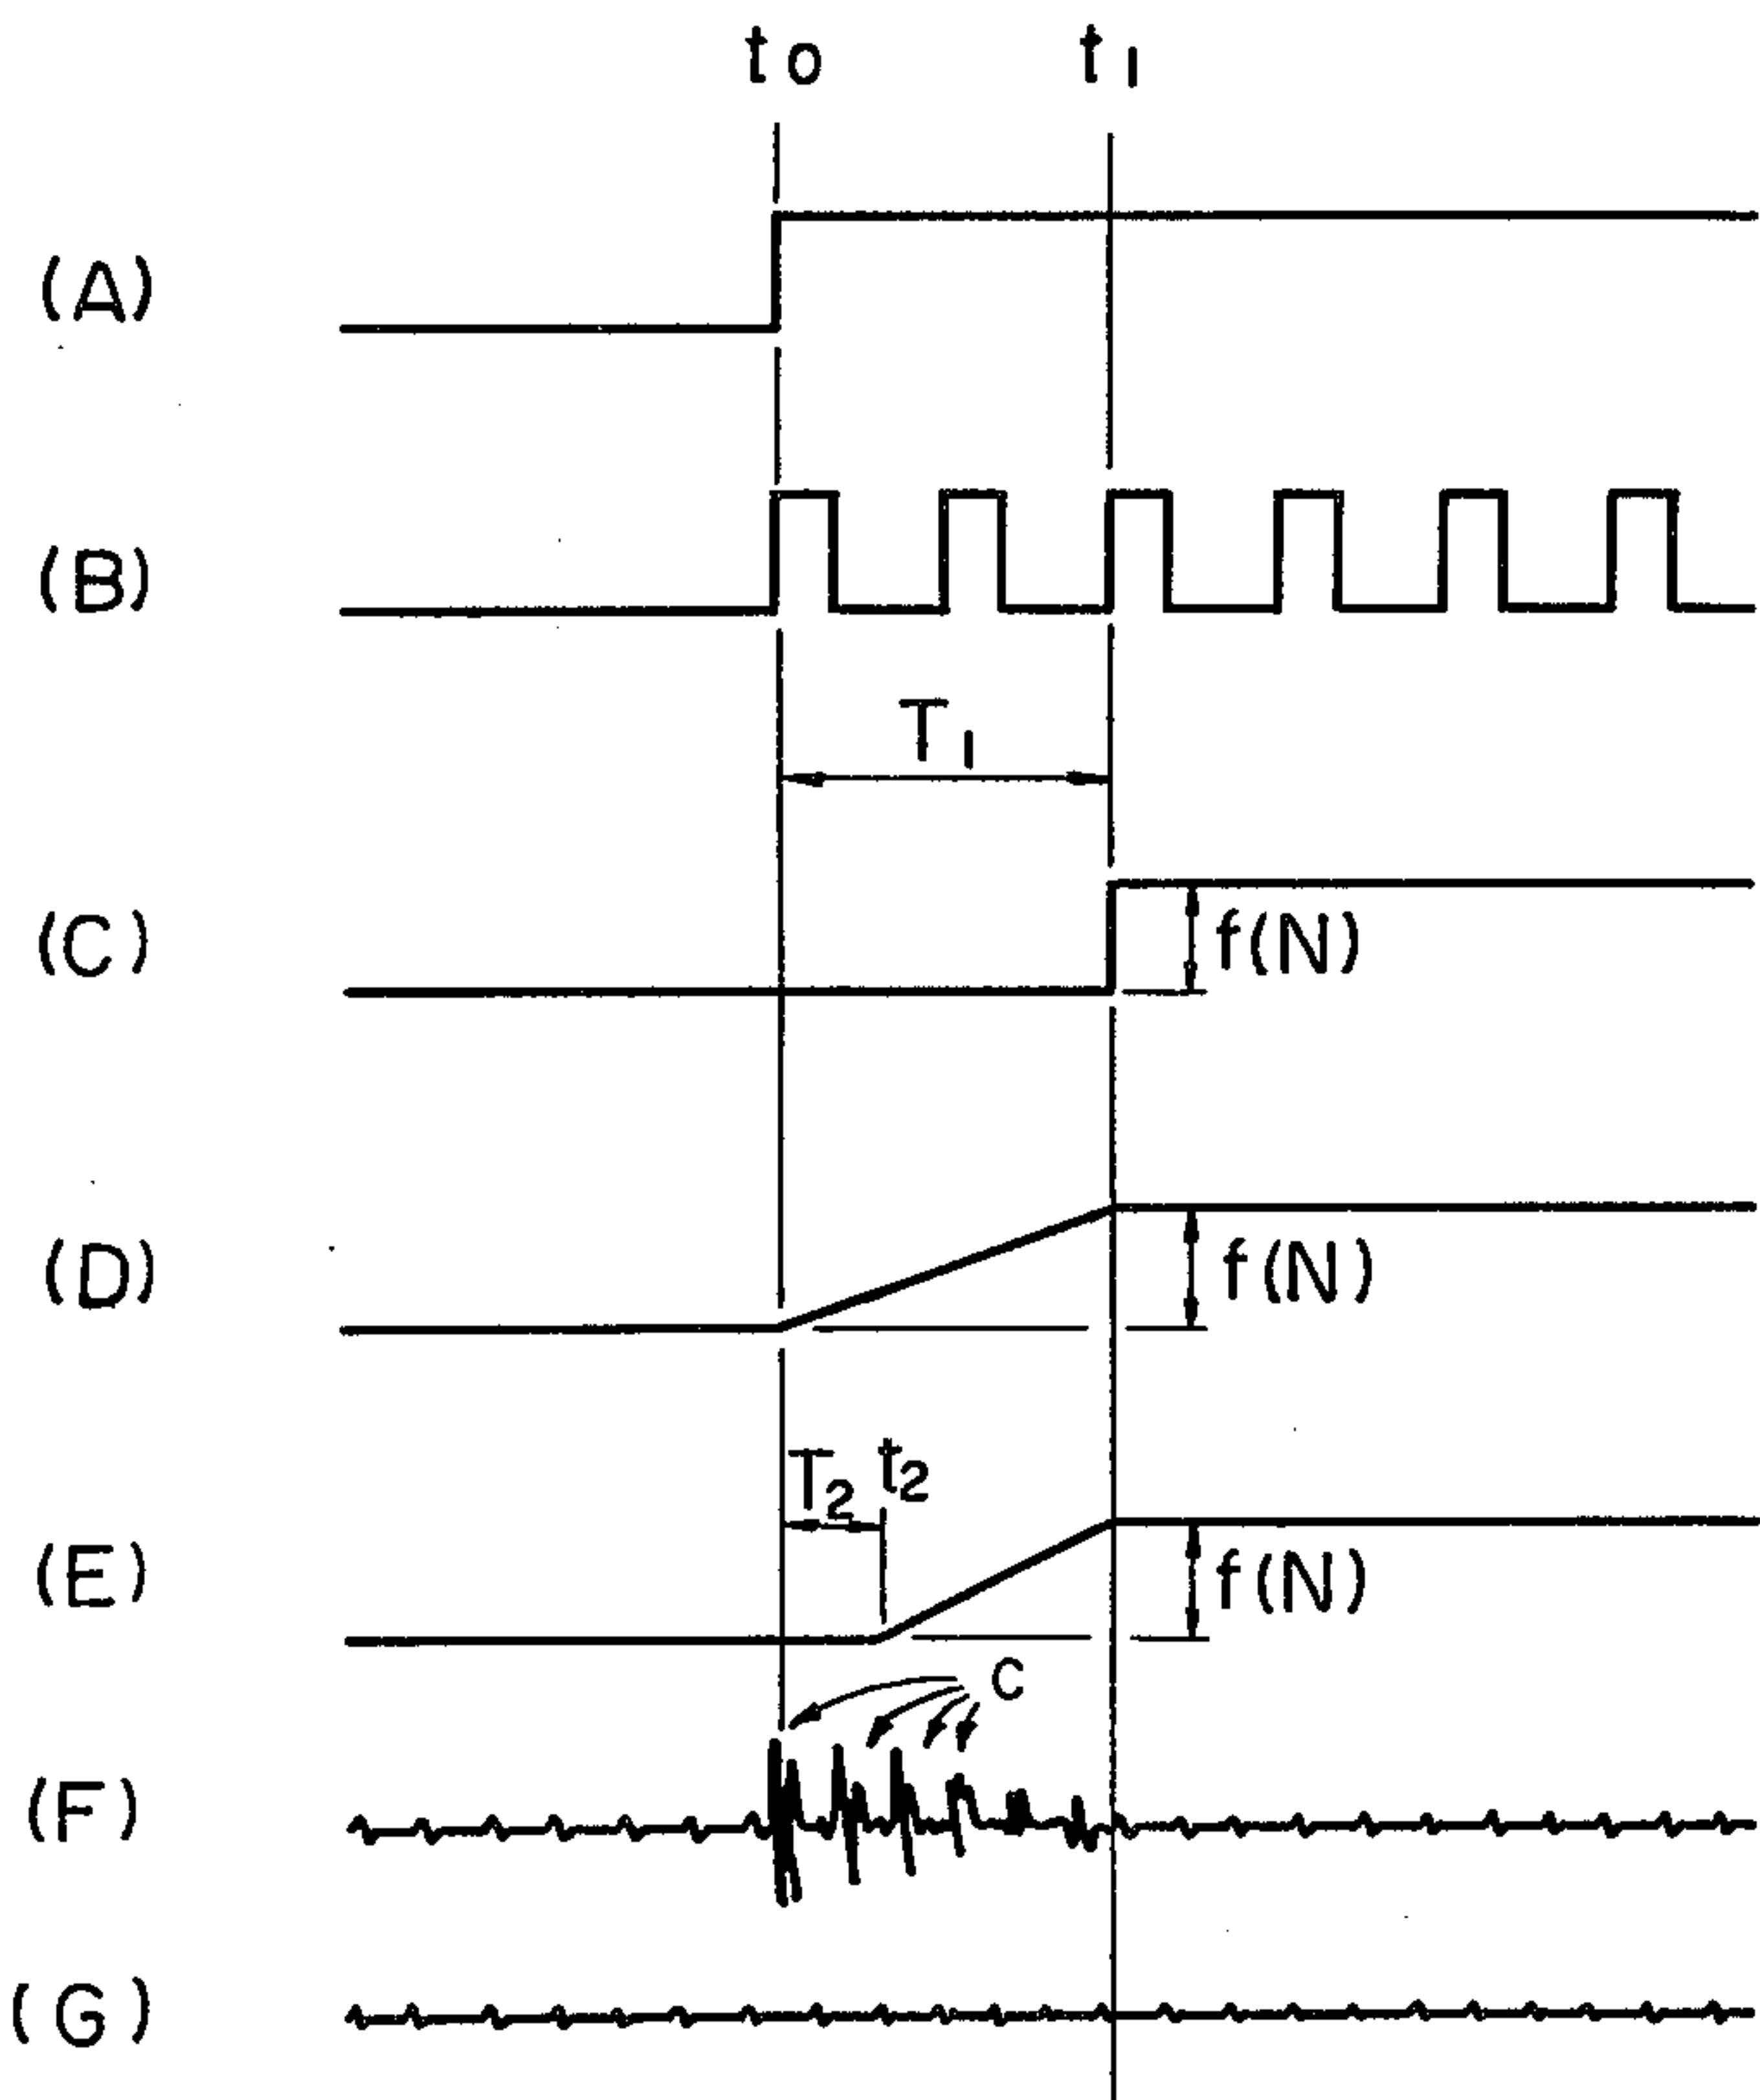 t0 t1
(A)
(B)
T1
(C) f(N)
(D) f(N)
T2 t2
(E) f(N)
C
(F)
(G)